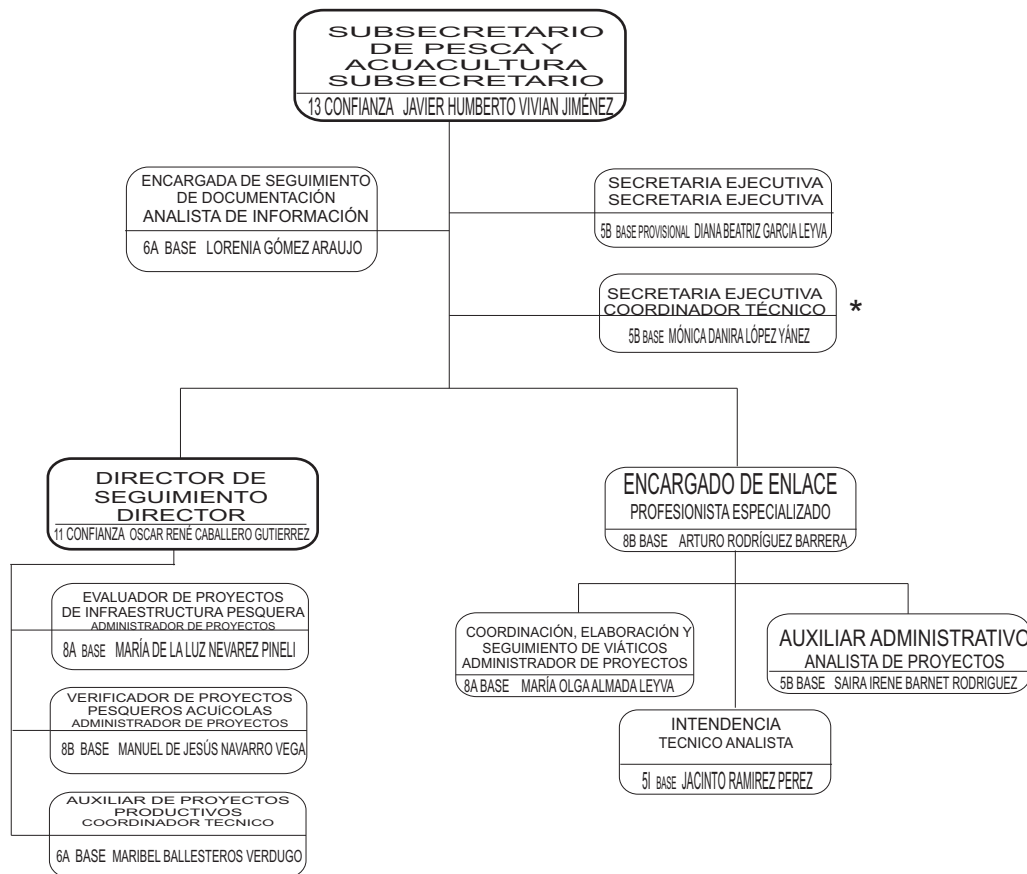 SUBSECRETARIO
DE PESCA Y
ACUACULTURA
SUBSECRETARIO
13 CONFIANZA JAVIER HUMBERTO VIVIAN JIMÉNEZ
ENCARGADA DE SEGUIMIENTO
DE DOCUMENTACIÓN
ANALISTA DE INFORMACIÓN
6A BASE LORENIA GÓMEZ ARAUJO
SECRETARIA EJECUTIVA
SECRETARIA EJECUTIVA
5B BASE PROVISIONAL DIANA BEATRIZ GARCIA LEYVA
SECRETARIA EJECUTIVA
COORDINADOR TÉCNICO *
5B BASE MÓNICA DANIRA LÓPEZ YÁNEZ
DIRECTOR DE
SEGUIMIENTO
DIRECTOR
11 CONFIANZA OSCAR RENÉ CABALLERO GUTIERREZ
EVALUADOR DE PROYECTOS
DE INFRAESTRUCTURA PESQUERA
ADMINISTRADOR DE PROYECTOS
8A BASE MARÍA DE LA LUZ NEVAREZ PINELI
VERIFICADOR DE PROYECTOS
PESQUEROS ACUÍCOLAS
ADMINISTRADOR DE PROYECTOS
8B BASE MANUEL DE JESÚS NAVARRO VEGA
AUXILIAR DE PROYECTOS
PRODUCTIVOS
COORDINADOR TECNICO
6A BASE MARIBEL BALLESTEROS VERDUGO
ENCARGADO DE ENLACE
PROFESIONISTA ESPECIALIZADO
8B BASE ARTURO RODRÍGUEZ BARRERA
COORDINACIÓN, ELABORACIÓN Y
SEGUIMIENTO DE VIÁTICOS
ADMINISTRADOR DE PROYECTOS
8A BASE MARÍA OLGA ALMADA LEYVA
AUXILIAR ADMINISTRATIVO
ANALISTA DE PROYECTOS
5B BASE SAIRA IRENE BARNET RODRIGUEZ
INTENDENCIA
TECNICO ANALISTA
5I BASE JACINTO RAMIREZ PEREZ